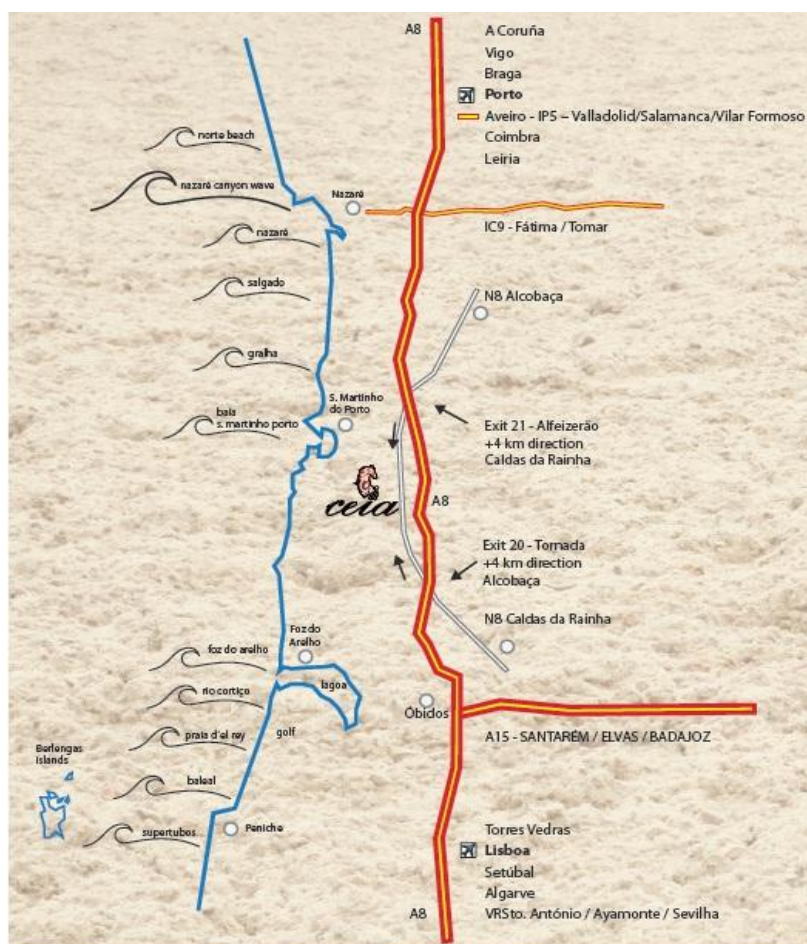 A8
A Coruña
Vigo
Braga
Porto
Aveiro - IP5 – Valladolid/Salamanca/Vilar Formoso
Coimbra
Leiria
norte beach
nazaré canyon wave
Nazaré
IC9 - Fátima / Tomar
nazaré
salgado
N8 Alcobaça
gralha
S. Martinho
do Porto
baía
s. martinho porto
Exit 21 - Alfeizerão
+4 km direction
Caldas da Rainha
ceia
A8
Exit 20 - Tornada
+4 km direction
Alcobaça
N8 Caldas da Rainha
Foz do
Arelho
foz do arelho
lagoa
rio cortiço
Óbidos
golf
praia d'el rey
A15 - SANTARÉM / ELVAS / BADAJOZ
Berlengas
Islands
baleal
supertubos
Peniche
Torres Vedras
Lisboa
Setúbal
Algarve
A8
VRSto. António / Ayamonte / Sevilha